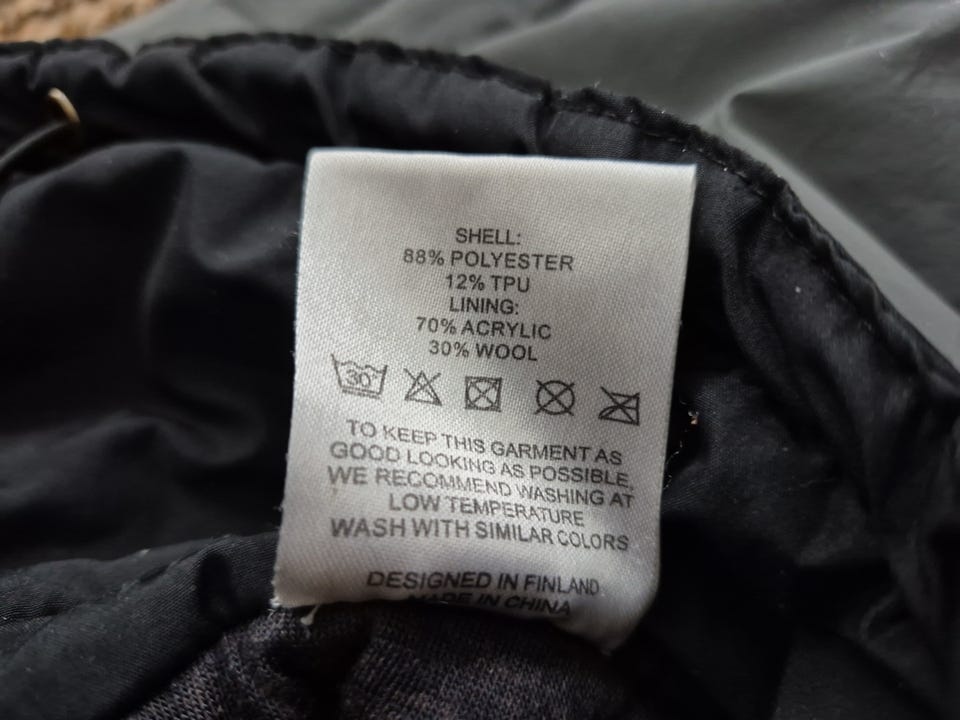 SHELL:
88% POLYESTER
12% TPU
LINING:
70% ACRYLIC
30% WOOL
30°
TO KEEP THIS GARMENT AS
GOOD LOOKING AS POSSIBLE,
WE RECOMMEND WASHING AT
LOW TEMPERATURE
WASH WITH SIMILAR COLORS
DESIGNED IN FINLAND
MADE IN CHINA